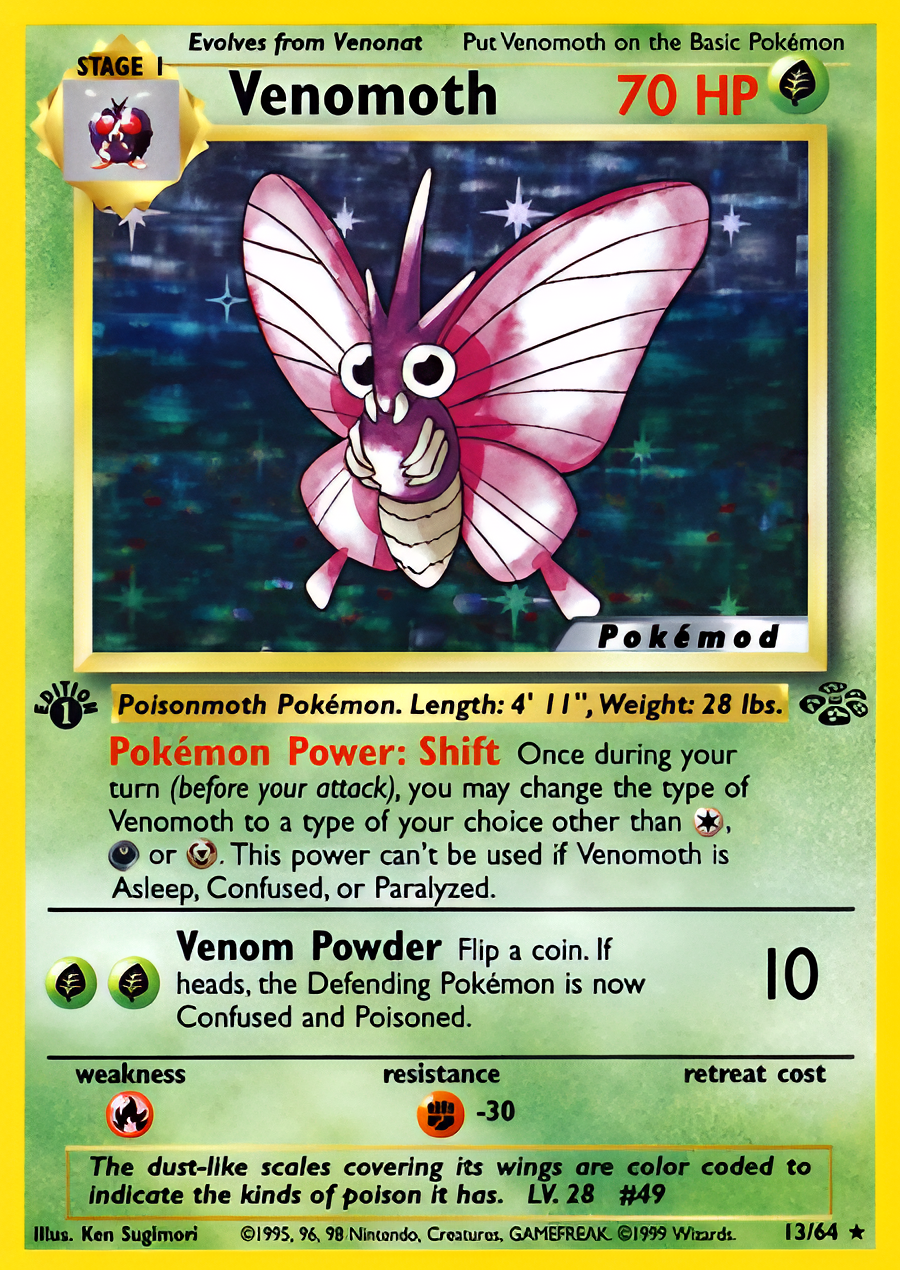 Evolves from Venonat    Put Venomoth on the Basic Pokémon
STAGE 1
Venomoth    70 HP
Pokémod
EDITION 1
Poisonmoth Pokémon. Length: 4' 11", Weight: 28 lbs.
Pokémon Power: Shift Once during your
turn (before your attack), you may change the type of
Venomoth to a type of your choice other than ,
or . This power can't be used if Venomoth is
Asleep, Confused, or Paralyzed.
Venom Powder Flip a coin. If
heads, the Defending Pokémon is now
Confused and Poisoned.
10
weakness    resistance    retreat cost
-30
The dust-like scales covering its wings are color coded to
indicate the kinds of poison it has. LV. 28 #49
Illus. Ken Sugimori    ©1995, 96, 98 Nintendo, Creatures, GAMEFREAK. ©1999 Wizards.    13/64 ★